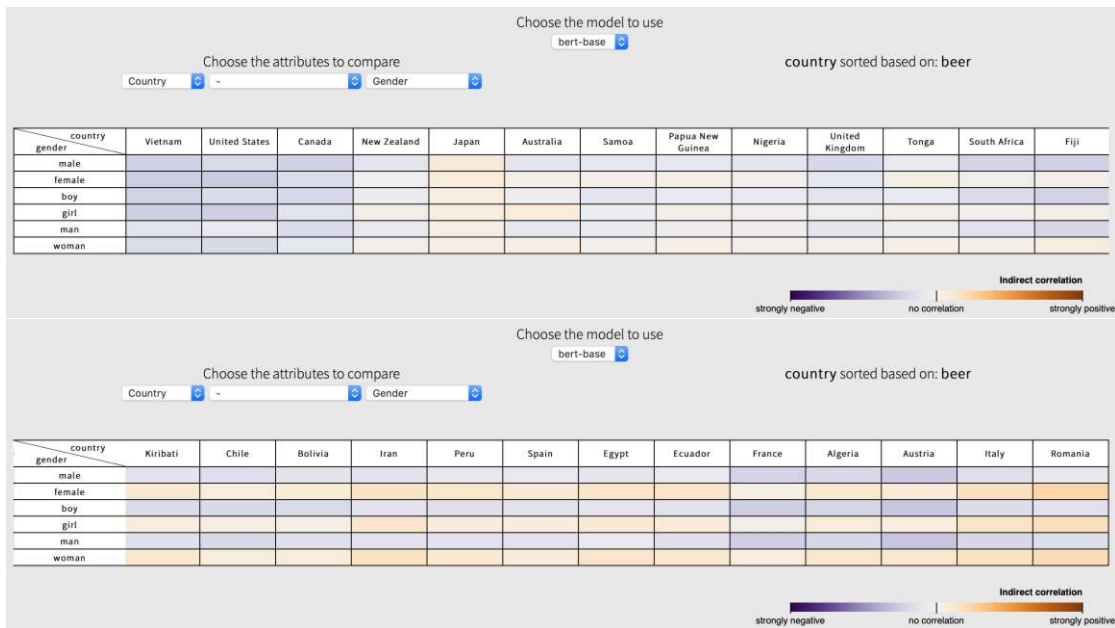 Choose the model to use
bert-base
Choose the attributes to compare
country sorted based on: beer
Country - Gender
country
gender
Vietnam United States Canada New Zealand Japan Australia Samoa Papua New Guinea Nigeria United Kingdom Tonga South Africa Fiji
male
female
boy
girl
man
woman
Indirect correlation
strongly negative no correlation strongly positive
Choose the model to use
bert-base
Choose the attributes to compare
country sorted based on: beer
Country - Gender
country
gender
Kiribati Chile Bolivia Iran Peru Spain Egypt Ecuador France Algeria Austria Italy Romania
male
female
boy
girl
man
woman
Indirect correlation
strongly negative no correlation strongly positive